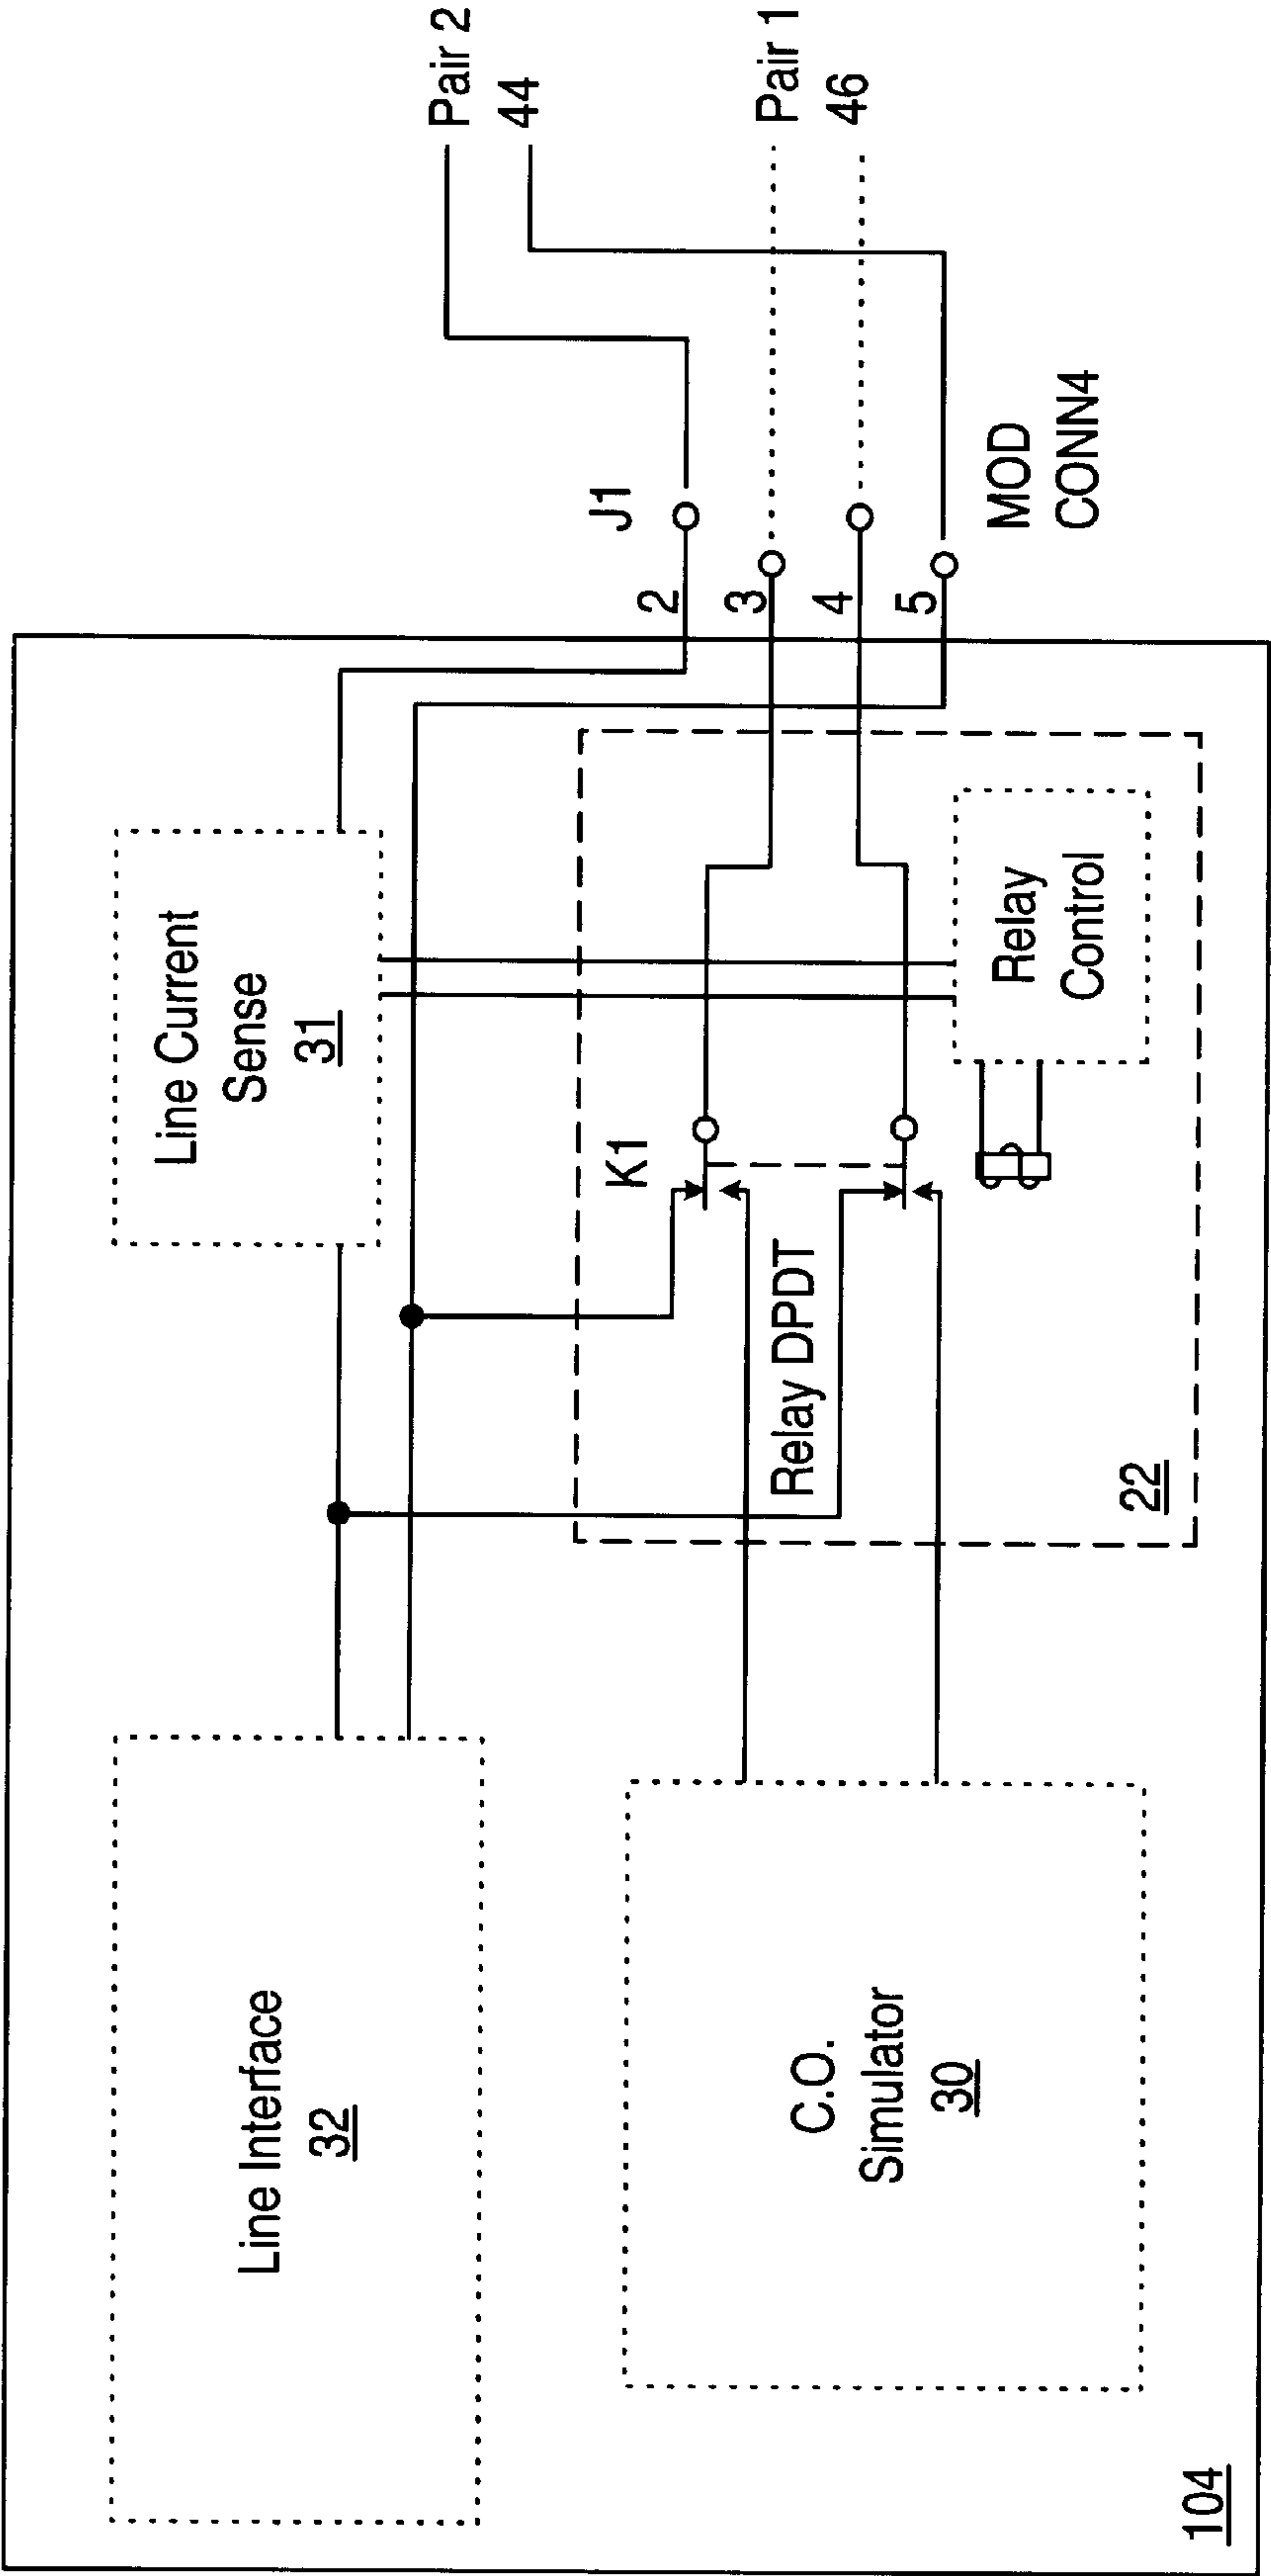 Line Interface
32
Line Current
Sense
31
Pair 2
44
Pair 1
46
J1
2
3
4
5
MOD
CONN4
K1
Relay DPDT
Relay
Control
22
C.O.
Simulator
30
104